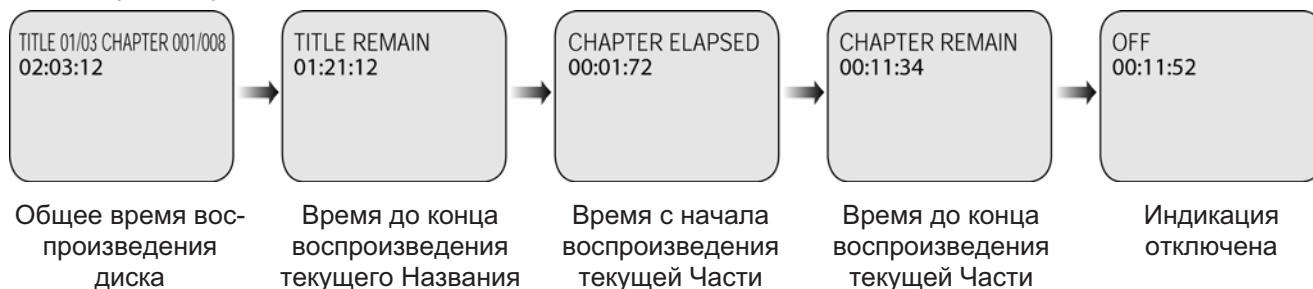 TITLE 01/03 CHAPTER 001/008
02:03:12
TITLE REMAIN
01:21:12
CHAPTER ELAPSED
00:01:72
CHAPTER REMAIN
00:11:34
OFF
00:11:52
Общее время вос-
произведения
диска
Время до конца
воспроизведения
текущего Названия
Время с начала
воспроизведения
текущей Части
Время до конца
воспроизведения
текущей Части
Индикация
отключена